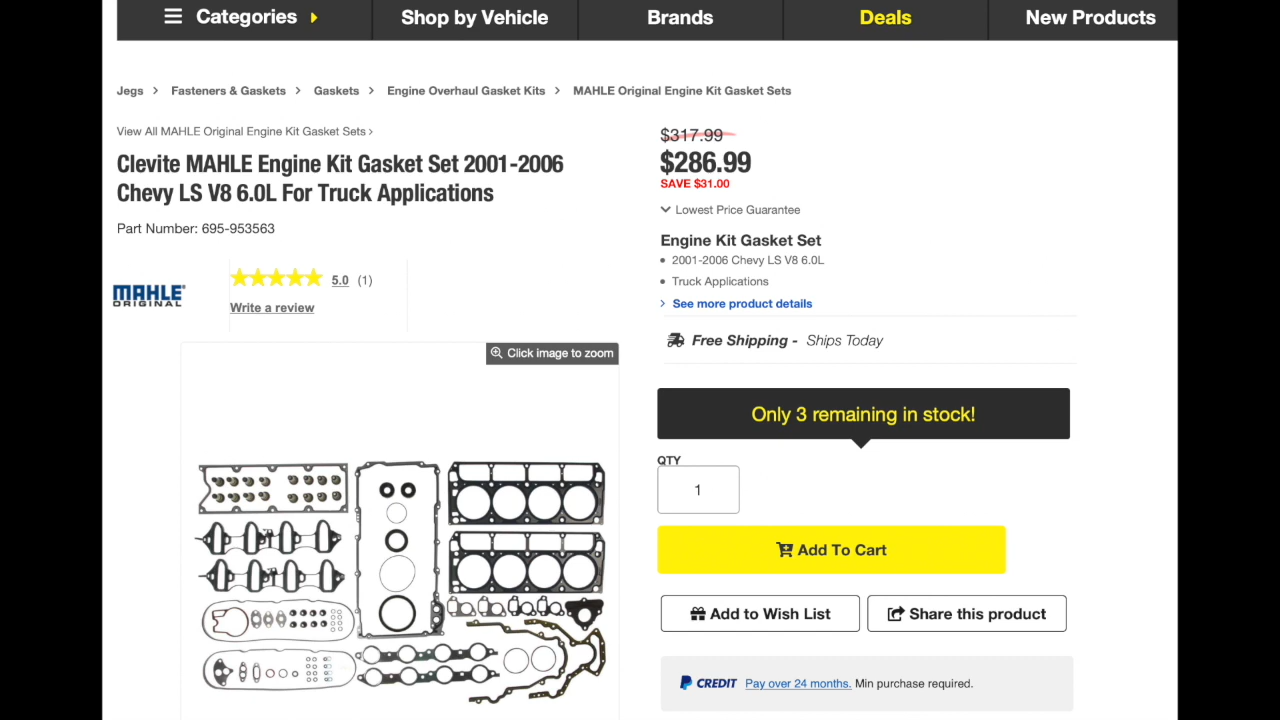 Categories
Shop by Vehicle
Brands
Deals
New Products
Jegs > Fasteners & Gaskets > Gaskets > Engine Overhaul Gasket Kits > MAHLE Original Engine Kit Gasket Sets
View All MAHLE Original Engine Kit Gasket Sets ›
Clevite MAHLE Engine Kit Gasket Set 2001-2006
Chevy LS V8 6.0L For Truck Applications
Part Number: 695-953563
MAHLE
ORIGINAL
5.0 (1)
Write a review
Click image to zoom
$317.99
$286.99
SAVE $31.00
Lowest Price Guarantee
Engine Kit Gasket Set
• 2001-2006 Chevy LS V8 6.0L
• Truck Applications
> See more product details
Free Shipping - Ships Today
Only 3 remaining in stock!
QTY
1
Add To Cart
Add to Wish List
Share this product
CREDIT Pay over 24 months. Min purchase required.